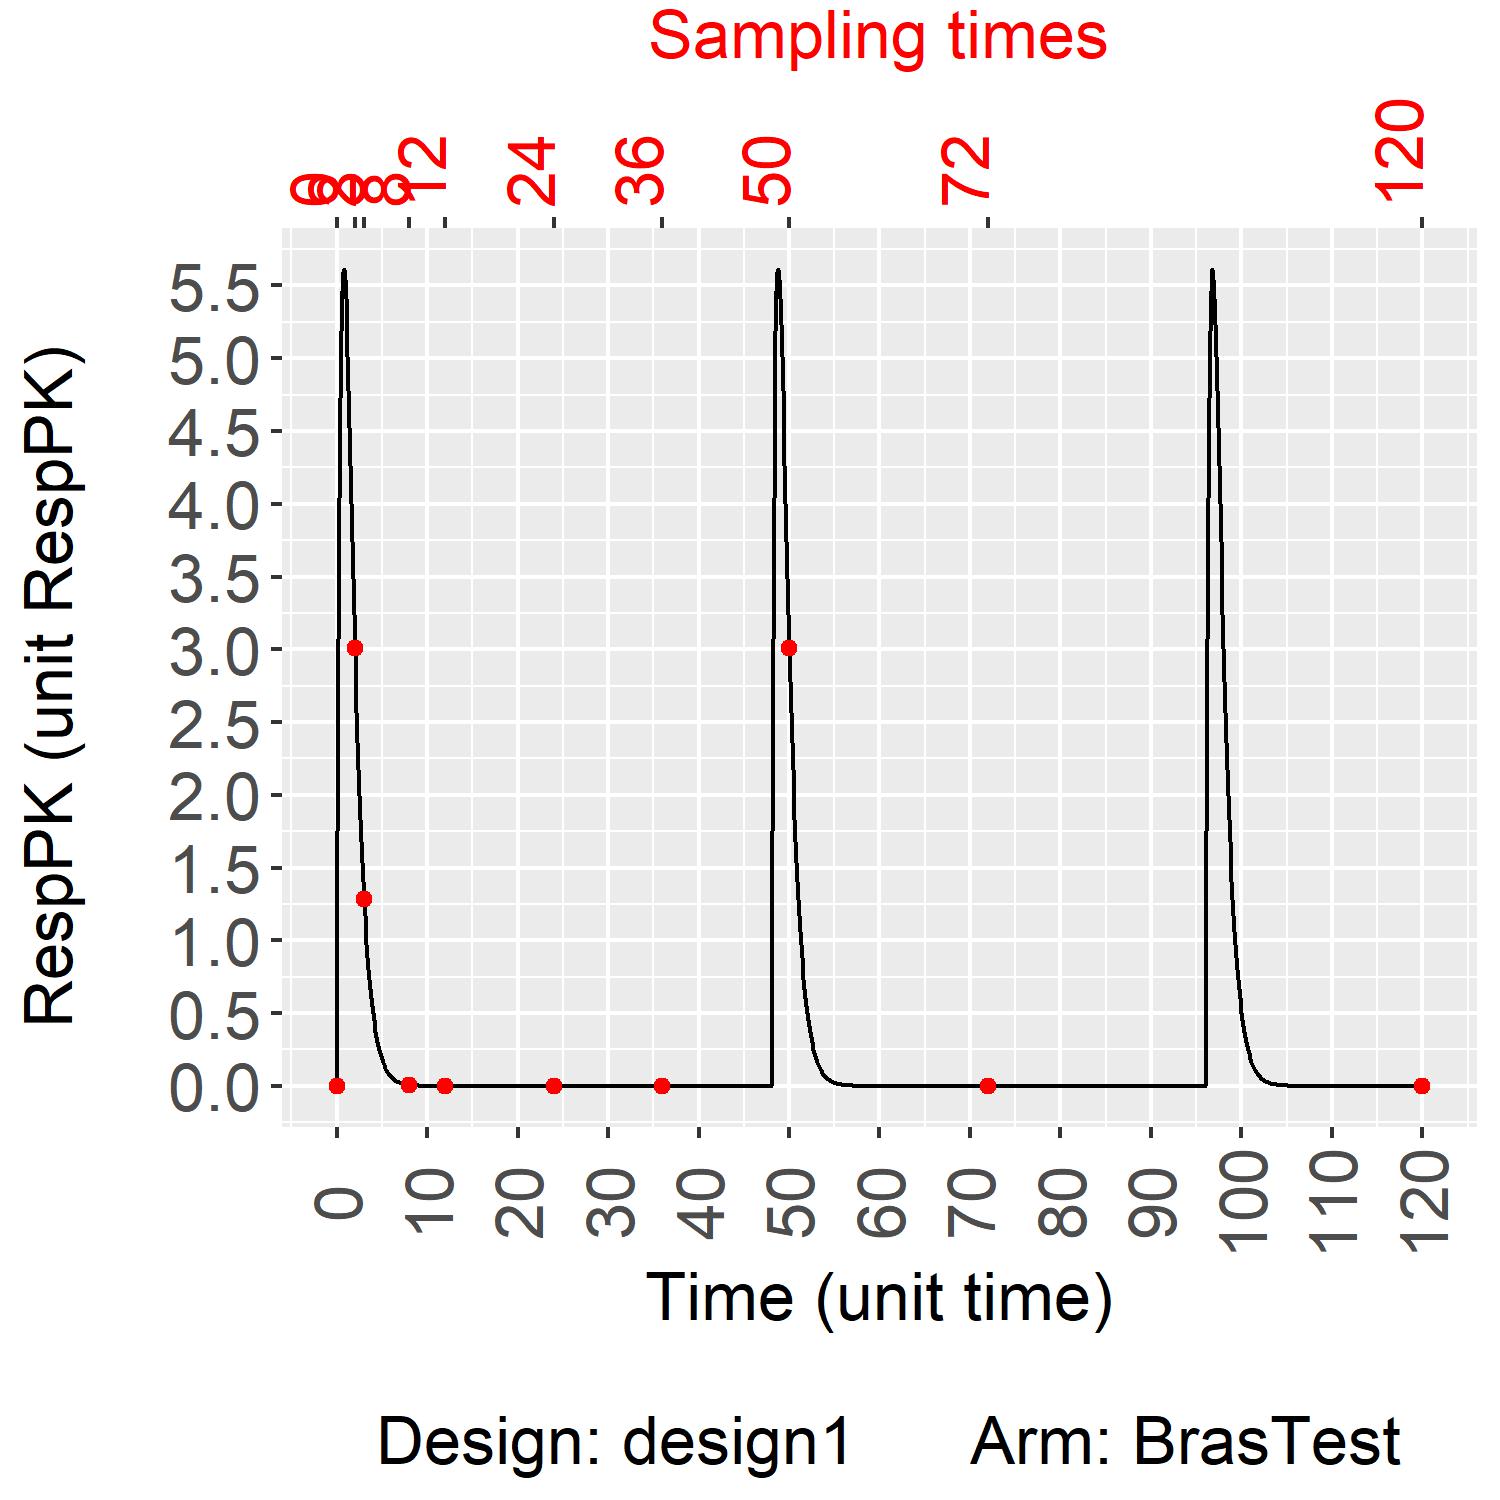 Sampling times
12 24 36 50 72 120
RespPK (unit RespPK)
5.5
5.0
4.5
4.0
3.5
3.0
2.5
2.0
1.5
1.0
0.5
0.0
0 10 20 30 40 50 60 70 80 90 100 110 120
Time (unit time)
Design: design1 Arm: BrasTest